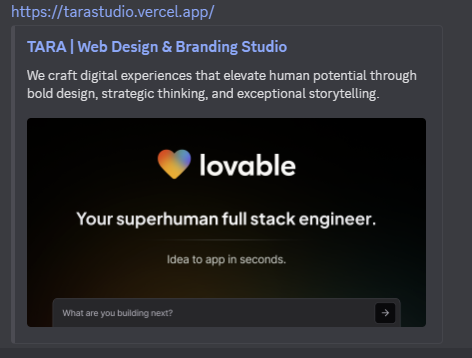 https://tarastudio.vercel.app/
TARA | Web Design & Branding Studio
We craft digital experiences that elevate human potential through
bold design, strategic thinking, and exceptional storytelling.
lovable
Your superhuman full stack engineer.
Idea to app in seconds.
What are you building next?